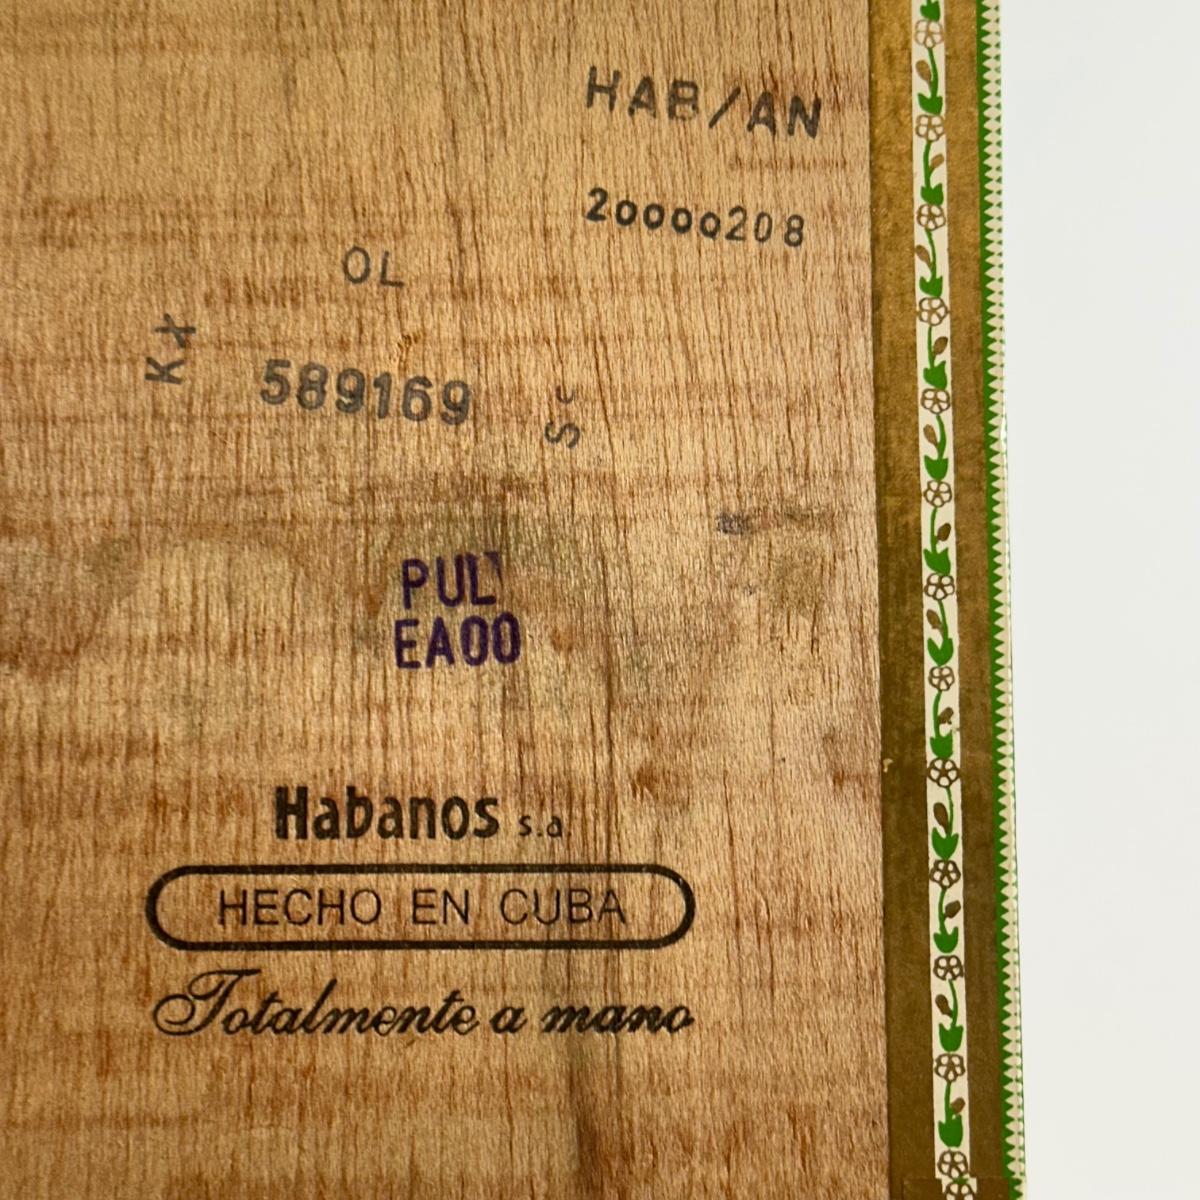 HAB/AN
20000208
OL
589169
PUL
EA00
Habanos s.a.
HECHO EN CUBA
Totalmente a mano